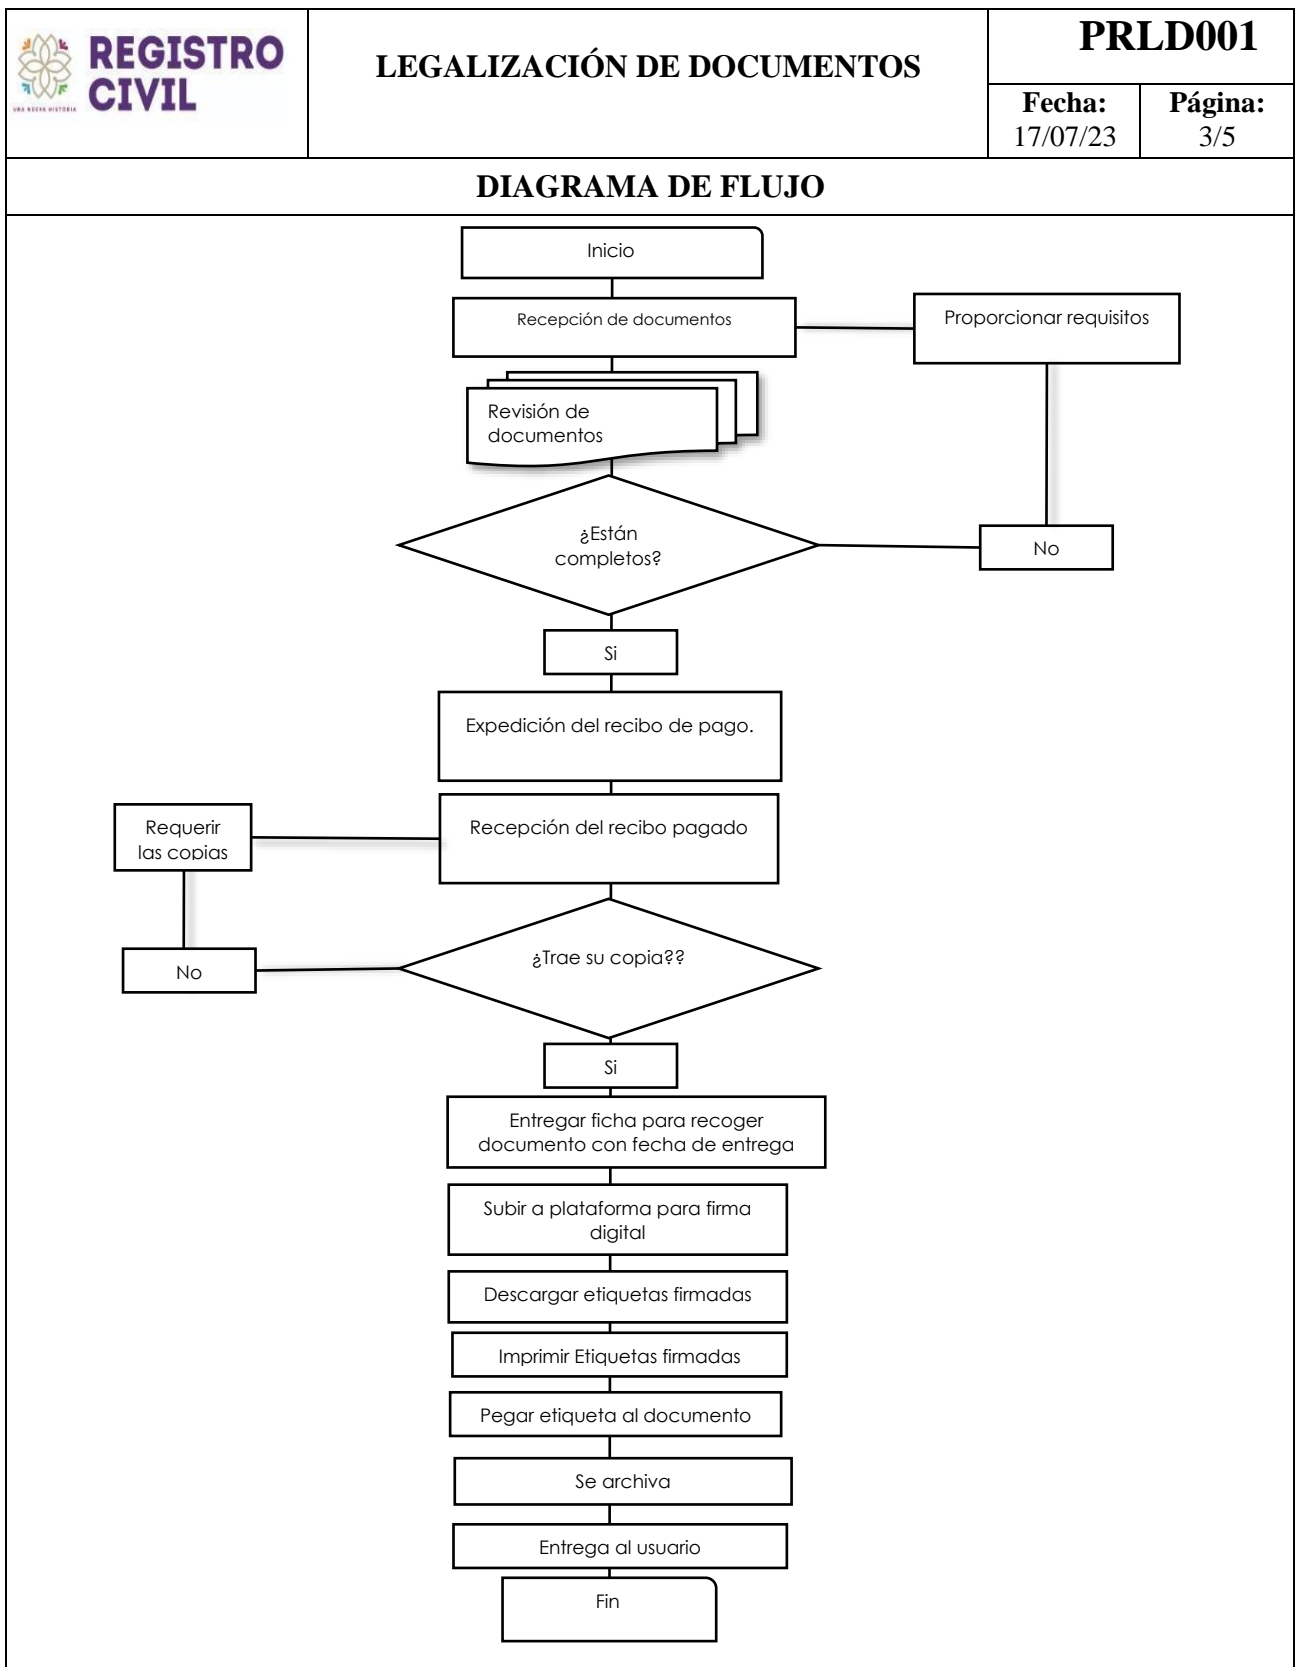 REGISTRO
CIVIL
UNA NUEVA HISTORIA
LEGALIZACIÓN DE DOCUMENTOS
PRLD001
Fecha:
17/07/23
Página:
3/5
DIAGRAMA DE FLUJO
Inicio
Recepción de documentos
Proporcionar requisitos
Revisión de
documentos
¿Están
completos?
No
Si
Expedición del recibo de pago.
Requerir
las copias
Recepción del recibo pagado
¿Trae su copia??
No
Si
Entregar ficha para recoger
documento con fecha de entrega
Subir a plataforma para firma
digital
Descargar etiquetas firmadas
Imprimir Etiquetas firmadas
Pegar etiqueta al documento
Se archiva
Entrega al usuario
Fin